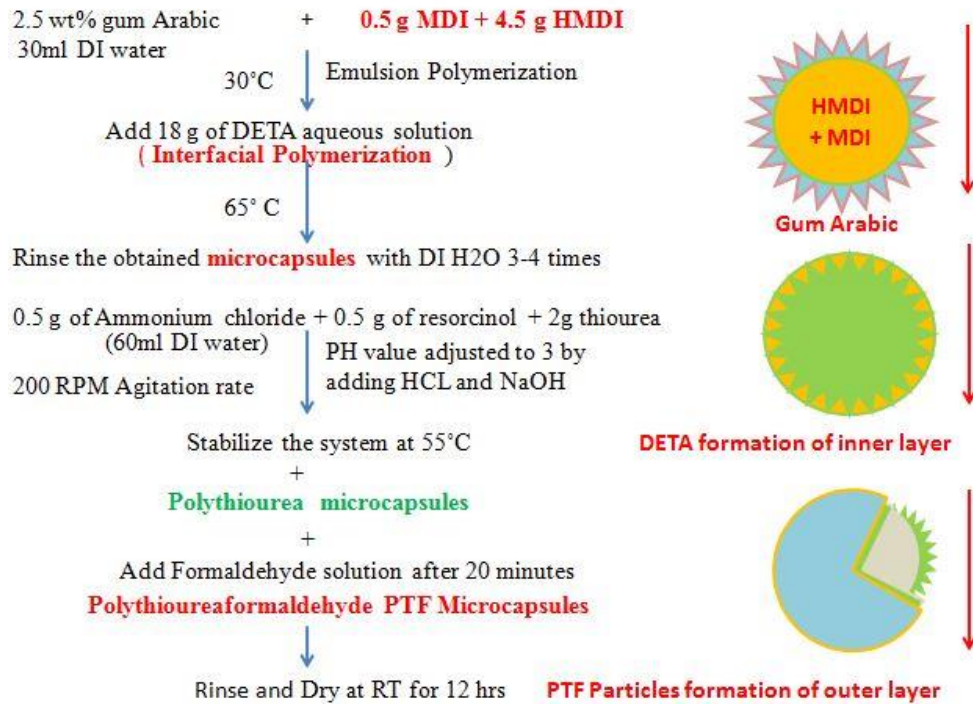 2.5 wt% gum Arabic + 0.5 g MDI + 4.5 g HMDI
30ml DI water
30°C Emulsion Polymerization
Add 18 g of DETA aqueous solution
( Interfacial Polymerization )
65° C
Rinse the obtained microcapsules with DI H2O 3-4 times
0.5 g of Ammonium chloride + 0.5 g of resorcinol + 2g thiourea
(60ml DI water)
PH value adjusted to 3 by
adding HCL and NaOH
200 RPM Agitation rate
Stabilize the system at 55°C
+
Polythiourea microcapsules
+
Add Formaldehyde solution after 20 minutes
Polythioureaformaldehyde PTF Microcapsules
Rinse and Dry at RT for 12 hrs
HMDI
+ MDI
Gum Arabic
DETA formation of inner layer
PTF Particles formation of outer layer